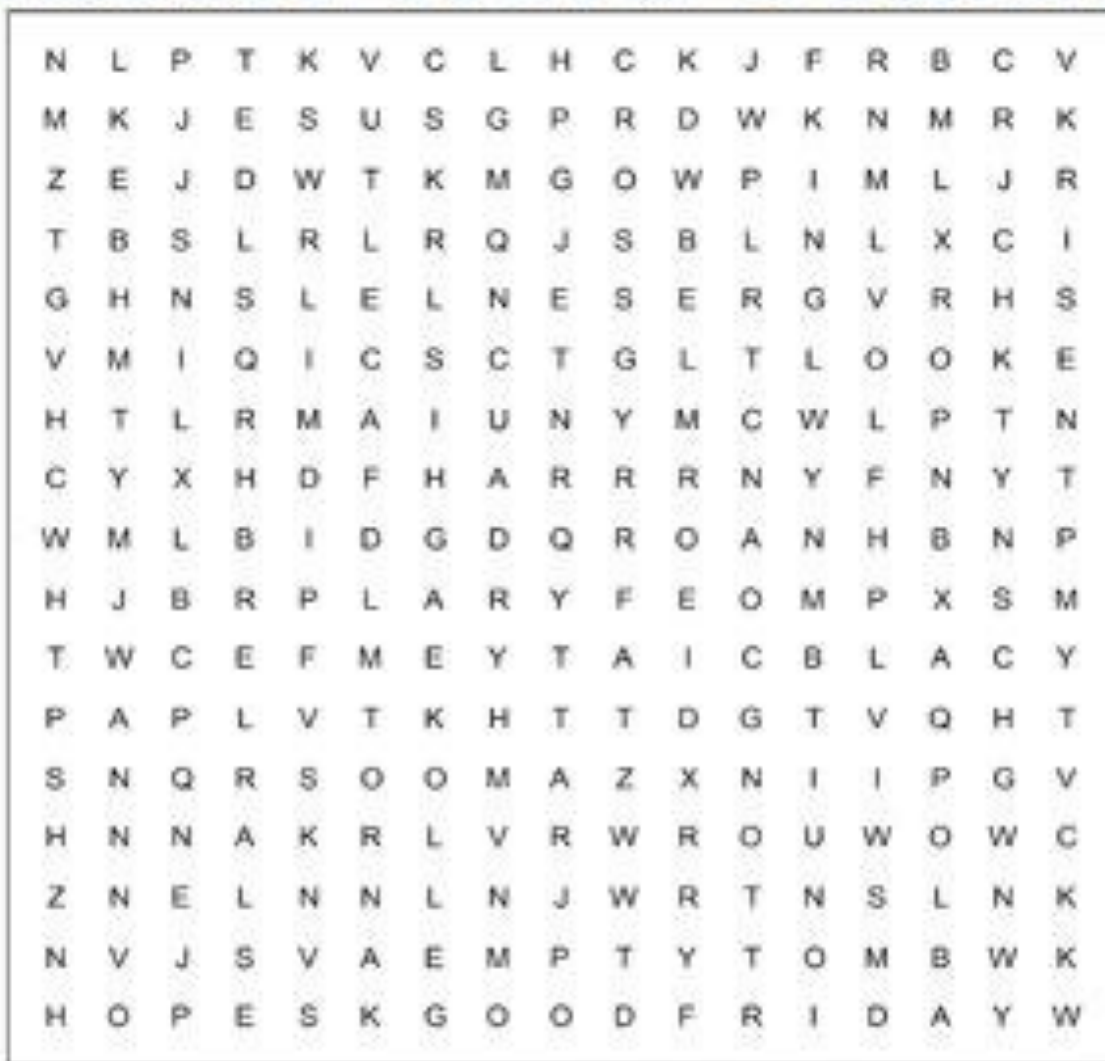 N L P T K V C L H C K J F R B C V
M K J E S U S G P R D W K N M R K
Z E J D W T K M G O W P I M L J R
T B S L R L R Q J S B L N L X C I
G H N S L E L N E S E R G V R H S
V M I Q I C S C T G L T L O O K E
H T L R M A I U N Y M C W L P T N
C Y X H D F H A R R R N Y F N Y T
W M L B I D G D Q R O A N H B N P
H J B R P L A R Y F E O M P X S M
T W C E F M E Y T A I C B L A C Y
P A P L V T K H T T D G T V Q H T
S N Q R S O O M A Z X N I I P G V
H N N A K R L V R W R O U W O W C
Z N E L N N L N J W R T N S L N K
N V J S V A E M P T Y T O M B W K
H O P E S K G O O D F R I D A Y W